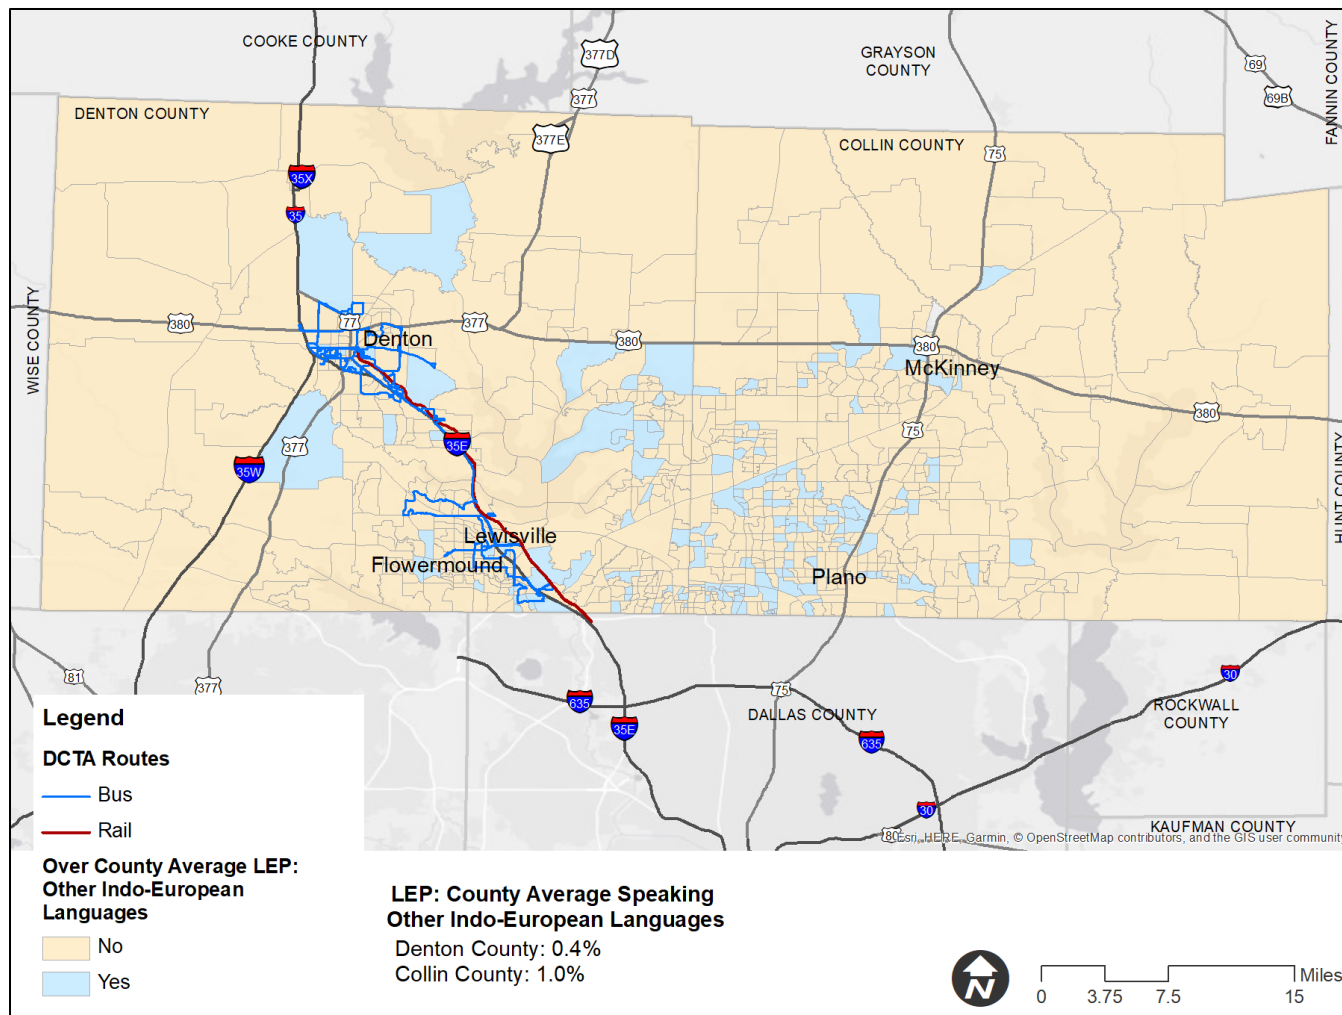 COOKE COUNTY
GRAYSON
COUNTY
FANNIN COUNTY
377D
377
377E
69
69B
DENTON COUNTY
COLLIN COUNTY
75
35X
35
WISE COUNTY
380
77
377
380
380
Denton
McKinney
380
75
377
35E
35W
HUNT COUNTY
Lewisville
Flowermound
Plano
81
377
635
35E
75
DALLAS COUNTY
635
30
ROCKWALL
COUNTY
30
80
KAUFMAN COUNTY
Esri, HERE, Garmin, © OpenStreetMap contributors, and the GIS user community
Legend
DCTA Routes
Bus
Rail
Over County Average LEP:
Other Indo-European
Languages
No
Yes
LEP: County Average Speaking
Other Indo-European Languages
Denton County: 0.4%
Collin County: 1.0%
N
Miles
0 3.75 7.5 15